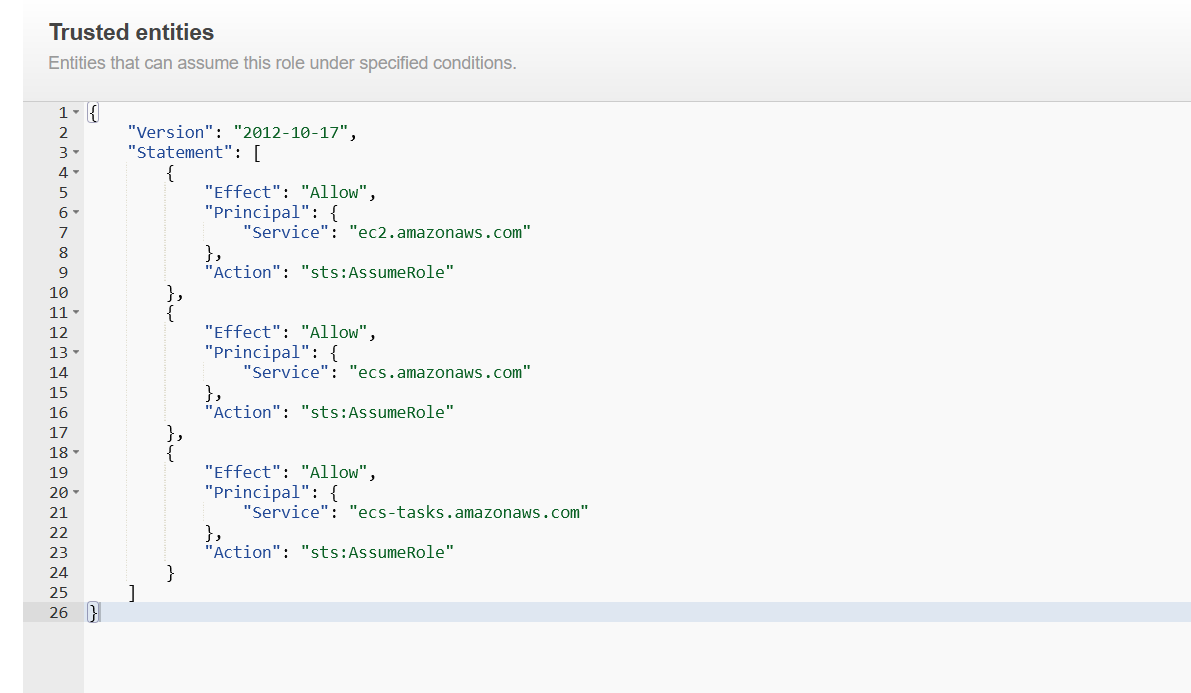 Trusted entities
Entities that can assume this role under specified conditions.
1 {
2     "Version": "2012-10-17",
3     "Statement": [
4         {
5             "Effect": "Allow",
6             "Principal": {
7                 "Service": "ec2.amazonaws.com"
8             },
9             "Action": "sts:AssumeRole"
10         },
11         {
12             "Effect": "Allow",
13             "Principal": {
14                 "Service": "ecs.amazonaws.com"
15             },
16             "Action": "sts:AssumeRole"
17         },
18         {
19             "Effect": "Allow",
20             "Principal": {
21                 "Service": "ecs-tasks.amazonaws.com"
22             },
23             "Action": "sts:AssumeRole"
24         }
25     ]
26 }